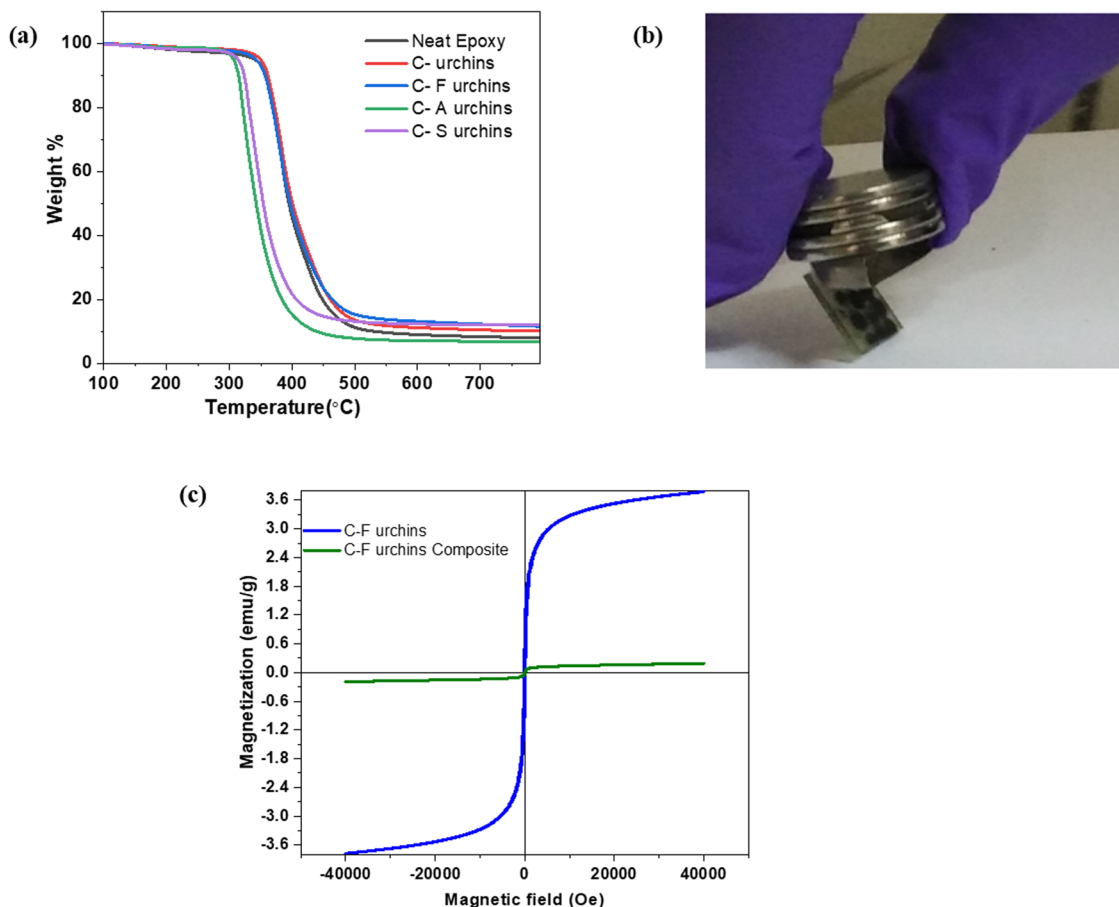 (a)
100
80
60
40
20
0
Weight %
100 200 300 400 500 600 700
Temperature(°C)
Neat Epoxy
C- urchins
C- F urchins
C- A urchins
C- S urchins
(b)
(c)
3.6
3.0
2.4
1.8
1.2
0.6
0.0
-0.6
-1.2
-1.8
-2.4
-3.0
-3.6
Magnetization (emu/g)
C-F urchins
C-F urchins Composite
-40000 -20000 0 20000 40000
Magnetic field (Oe)